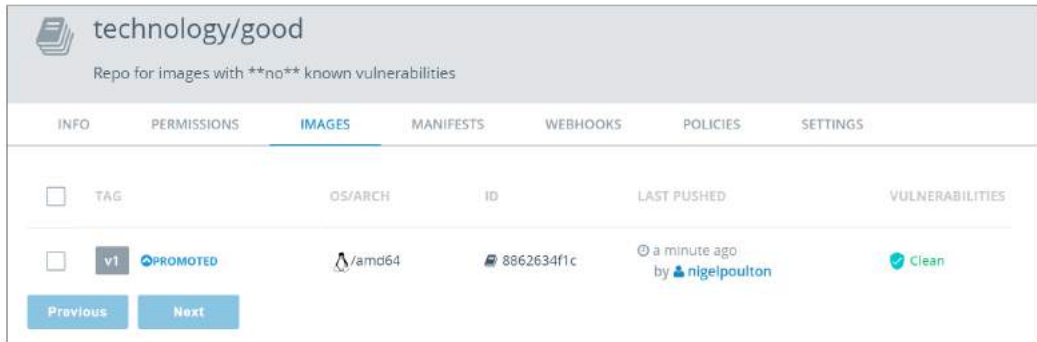 technology/good
Repo for images with **no** known vulnerabilities
INFO PERMISSIONS IMAGES MANIFESTS WEBHOOKS POLICIES SETTINGS
TAG OS/ARCH ID LAST PUSHED VULNERABILITIES
v1 PROMOTED /amd64 8862634f1c a minute ago Clean
by nigelpoulton
Previous Next